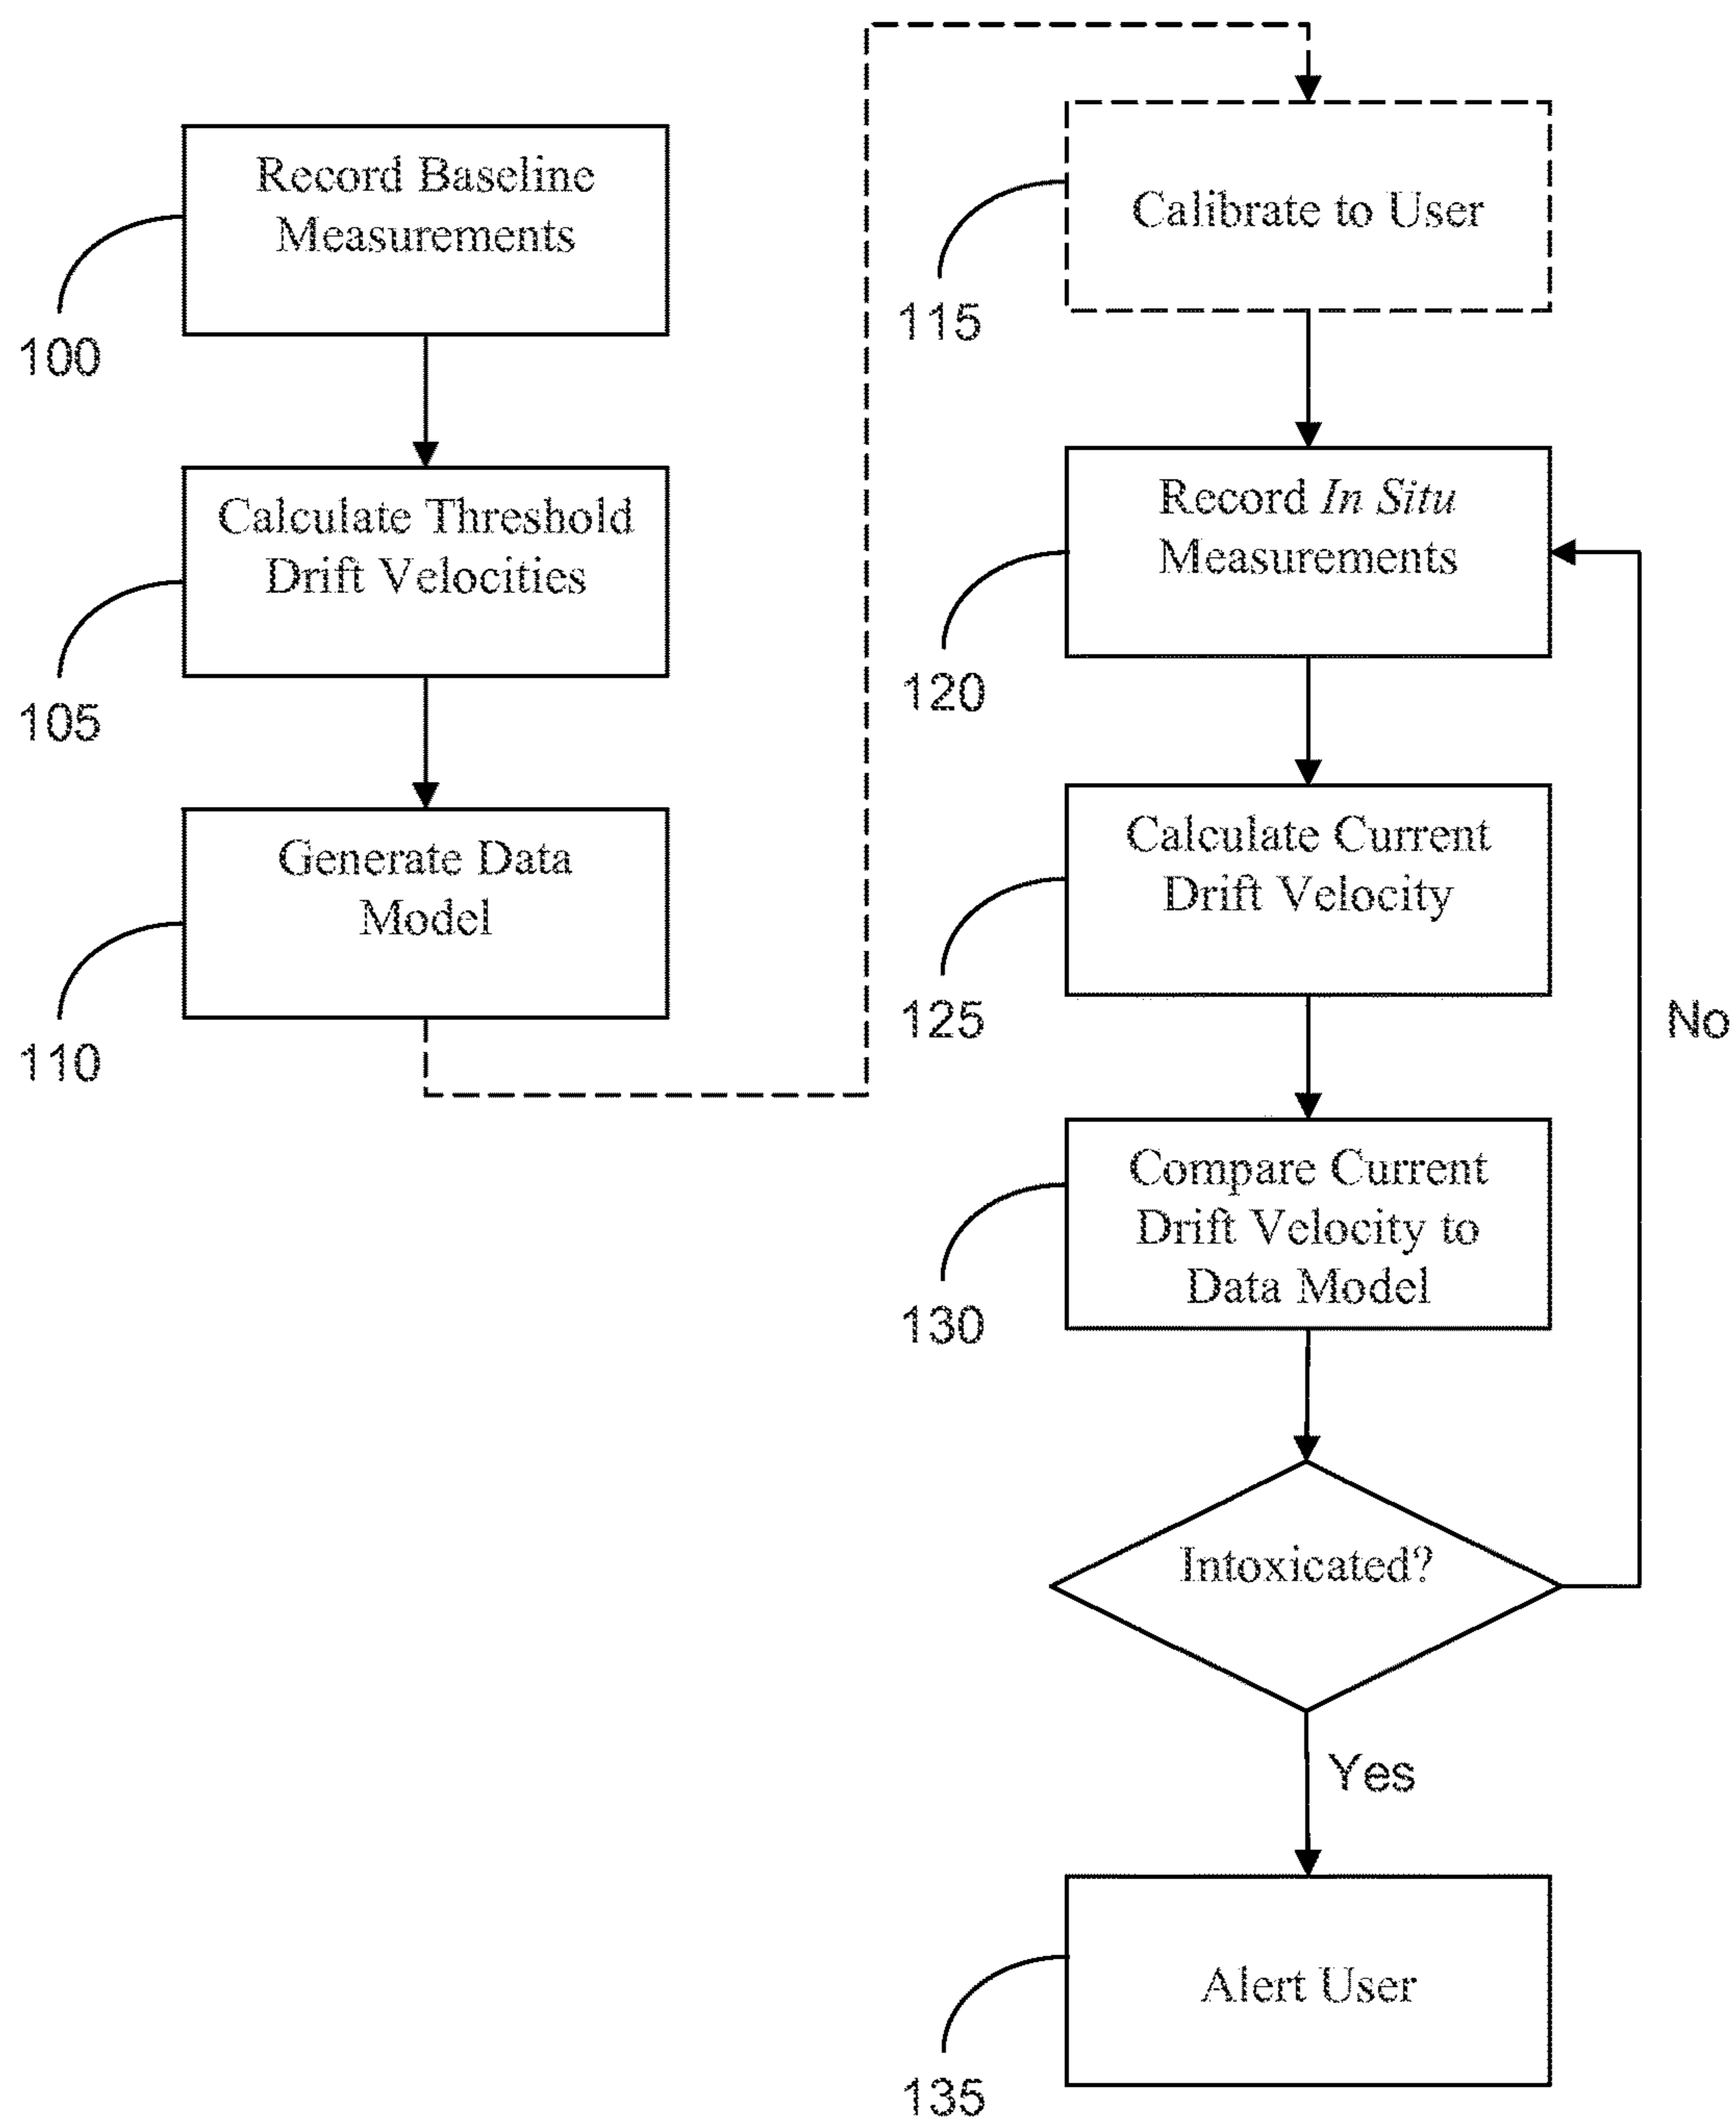 Record Baseline
Measurements
100
Calculate Threshold
Drift Velocities
105
Generate Data
Model
110
Calibrate to User
115
Record In Situ
Measurements
120
Calculate Current
Drift Velocity
125
No
Compare Current
Drift Velocity to
Data Model
130
Intoxicated?
Yes
Alert User
135